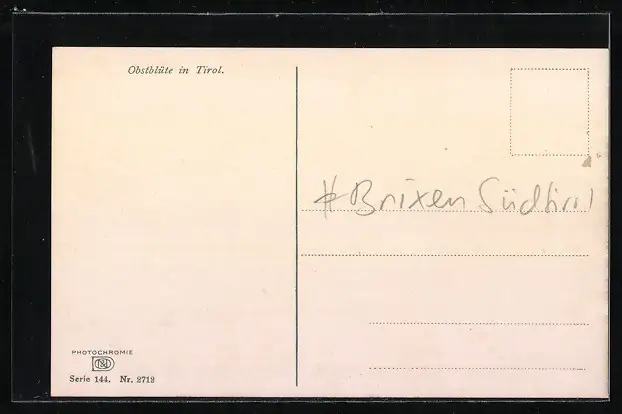 Obstblüte in Tirol.
# Brixen Südtirol
PHOTOCHROMIE
Serie 144. Nr. 2712